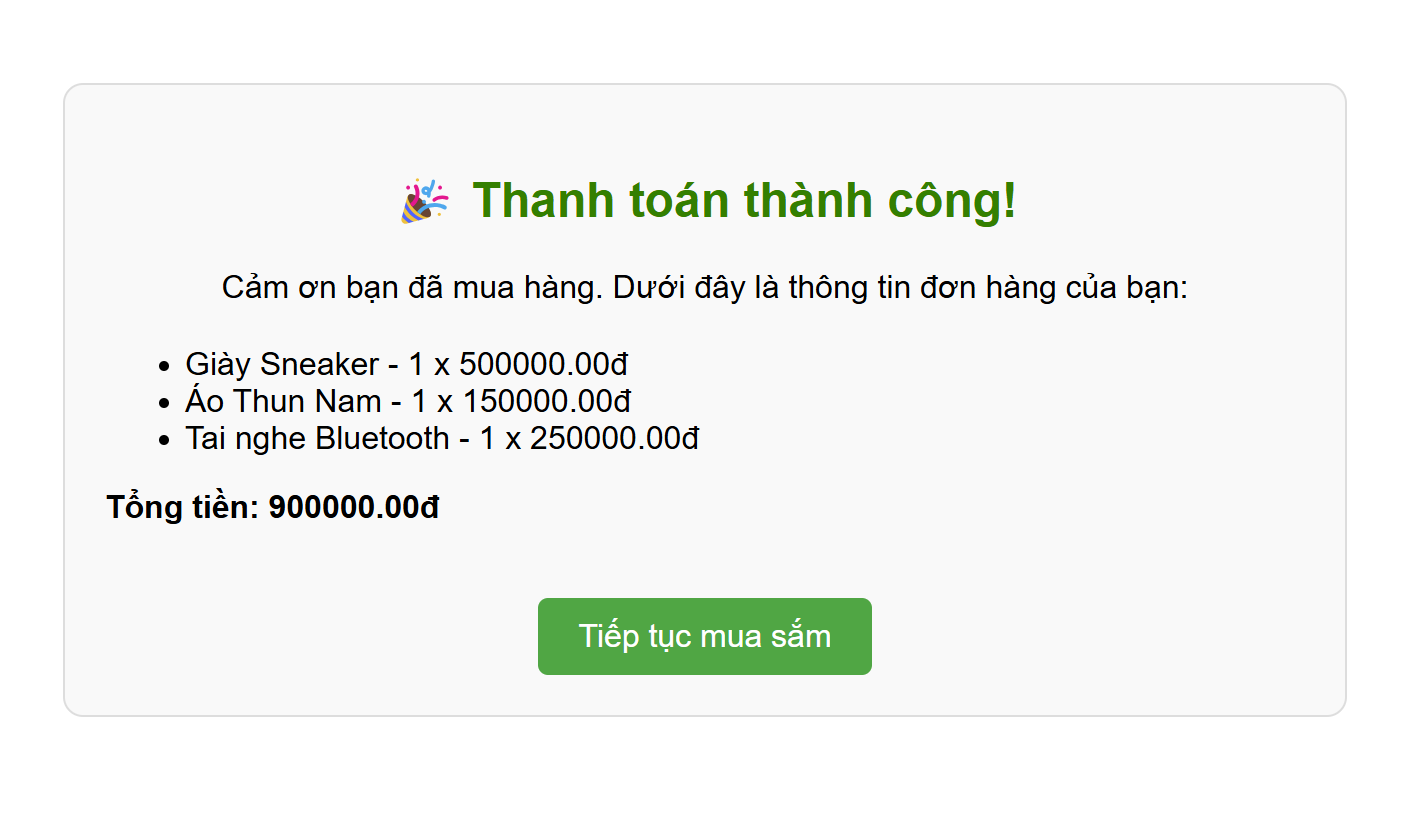 🎉 Thanh toán thành công!
Cảm ơn bạn đã mua hàng. Dưới đây là thông tin đơn hàng của bạn:
• Giày Sneaker - 1 x 500000.00đ
• Áo Thun Nam - 1 x 150000.00đ
• Tai nghe Bluetooth - 1 x 250000.00đ
Tổng tiền: 900000.00đ
Tiếp tục mua sắm